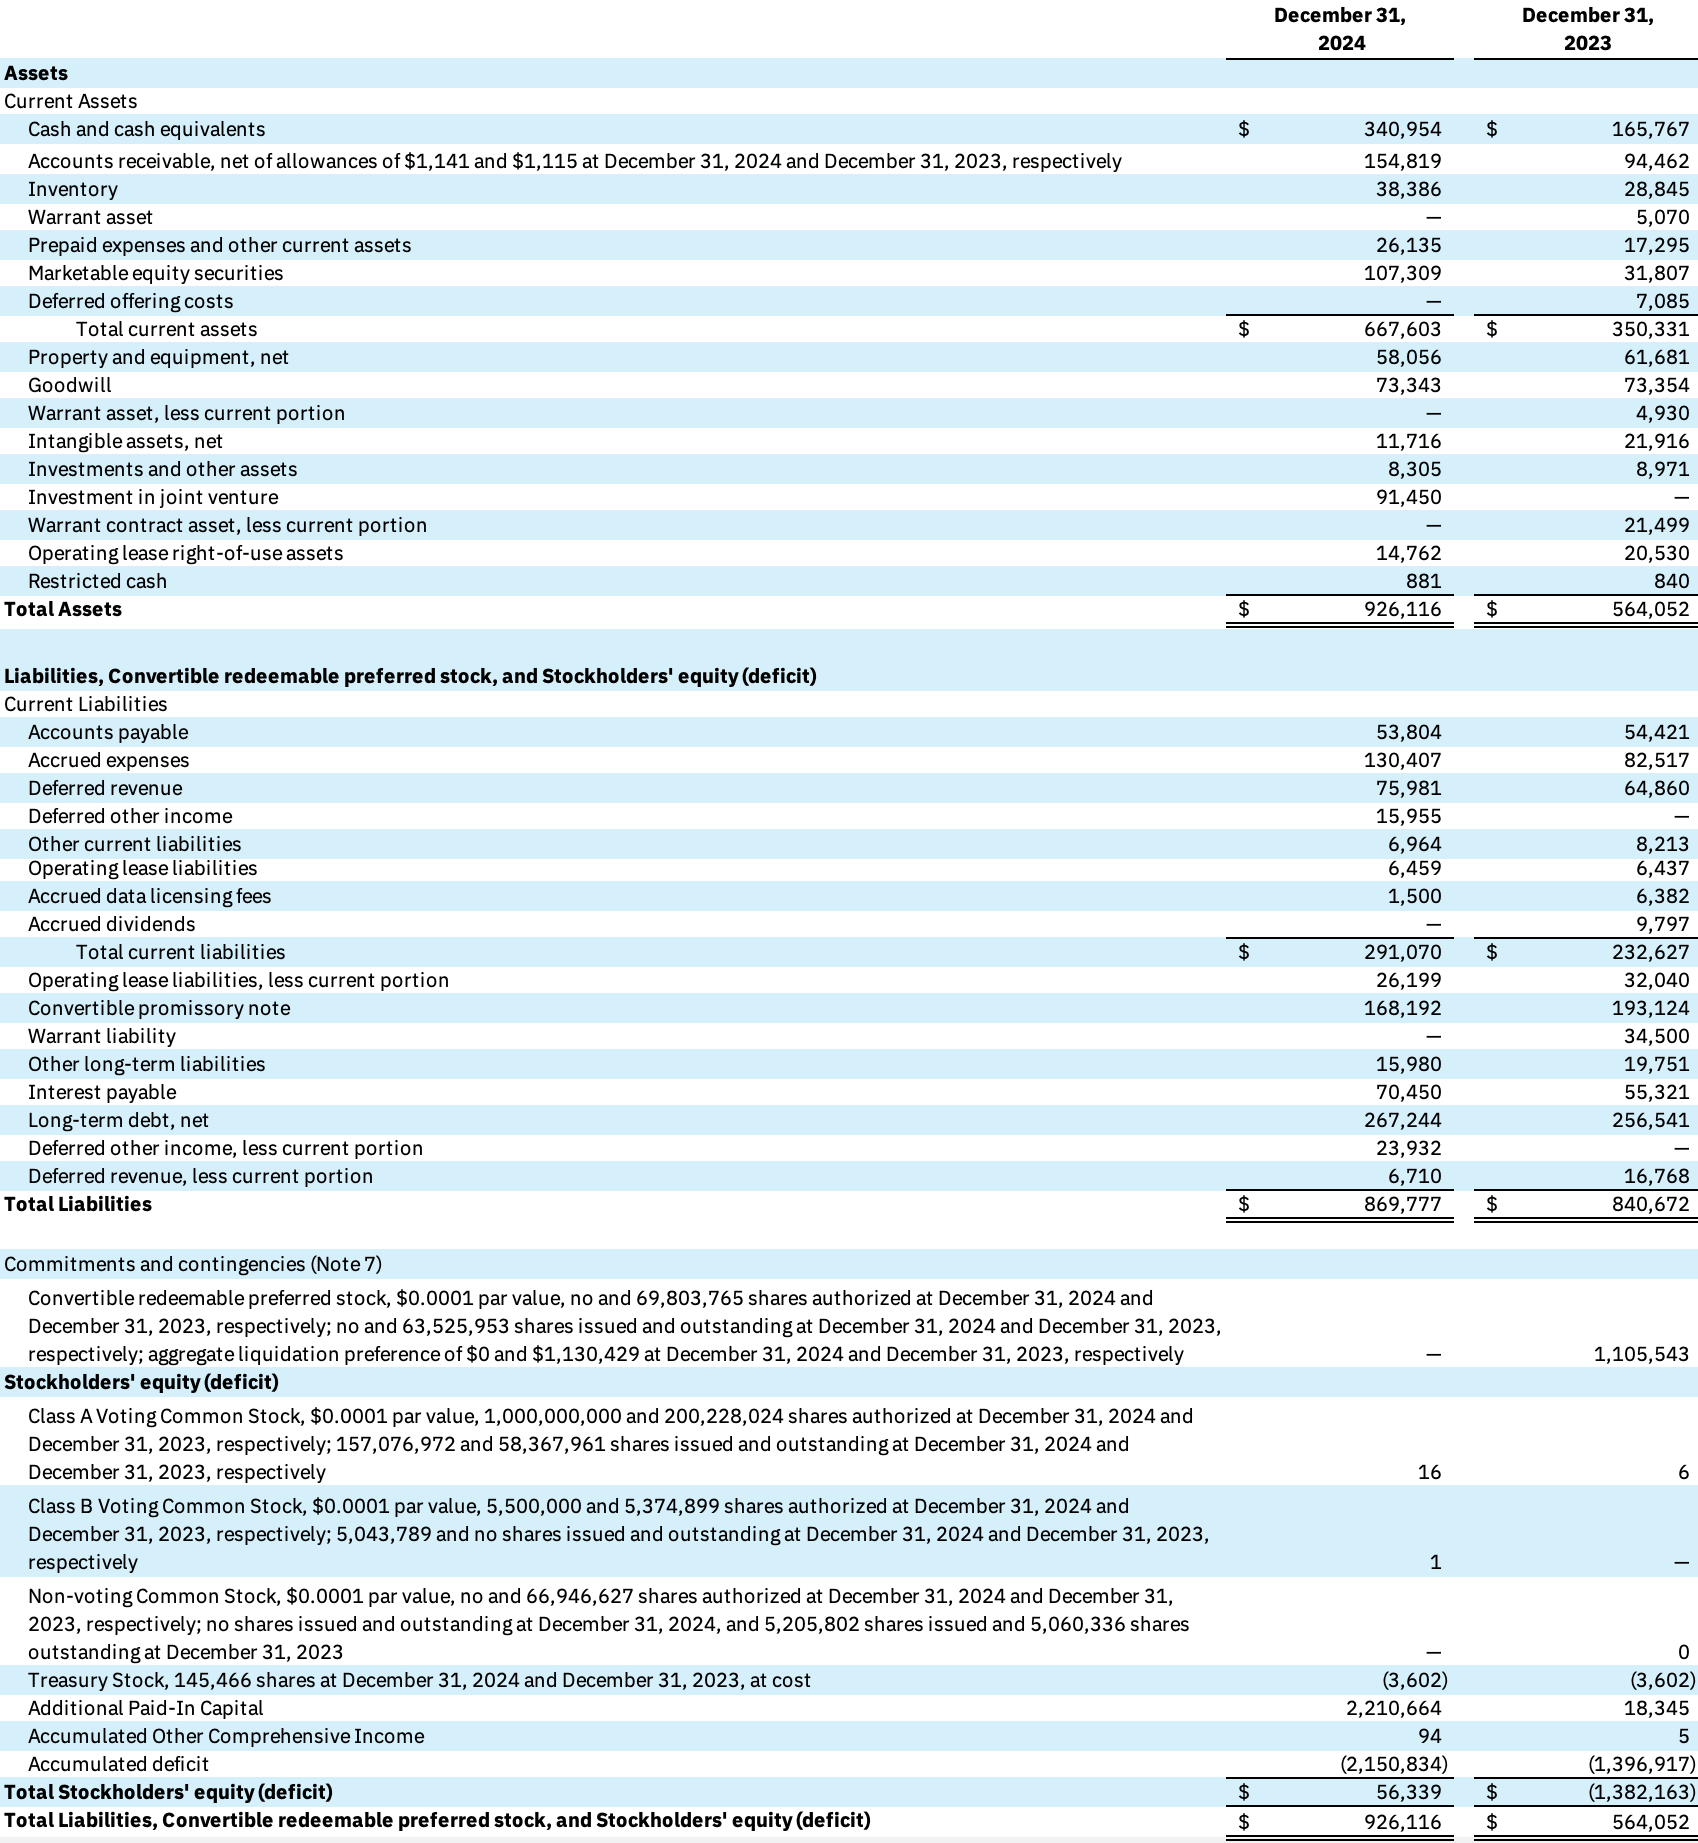 December 31, December 31,
2024 2023
Assets
Current Assets
Cash and cash equivalents $ 340,954 $ 165,767
Accounts receivable, net of allowances of $1,141 and $1,115 at December 31, 2024 and December 31, 2023, respectively 154,819 94,462
Inventory 38,386 28,845
Warrant asset — 5,070
Prepaid expenses and other current assets 26,135 17,295
Marketable equity securities 107,309 31,807
Deferred offering costs — 7,085
Total current assets $ 667,603 $ 350,331
Property and equipment, net 58,056 61,681
Goodwill 73,343 73,354
Warrant asset, less current portion — 4,930
Intangible assets, net 11,716 21,916
Investments and other assets 8,305 8,971
Investment in joint venture 91,450 —
Warrant contract asset, less current portion — 21,499
Operating lease right-of-use assets 14,762 20,530
Restricted cash 881 840
Total Assets $ 926,116 $ 564,052
Liabilities, Convertible redeemable preferred stock, and Stockholders' equity (deficit)
Current Liabilities
Accounts payable 53,804 54,421
Accrued expenses 130,407 82,517
Deferred revenue 75,981 64,860
Deferred other income 15,955 —
Other current liabilities 6,964 8,213
Operating lease liabilities 6,459 6,437
Accrued data licensing fees 1,500 6,382
Accrued dividends — 9,797
Total current liabilities $ 291,070 $ 232,627
Operating lease liabilities, less current portion 26,199 32,040
Convertible promissory note 168,192 193,124
Warrant liability — 34,500
Other long-term liabilities 15,980 19,751
Interest payable 70,450 55,321
Long-term debt, net 267,244 256,541
Deferred other income, less current portion 23,932 —
Deferred revenue, less current portion 6,710 16,768
Total Liabilities $ 869,777 $ 840,672
Commitments and contingencies (Note 7)
Convertible redeemable preferred stock, $0.0001 par value, no and 69,803,765 shares authorized at December 31, 2024 and
December 31, 2023, respectively; no and 63,525,953 shares issued and outstanding at December 31, 2024 and December 31, 2023,
respectively; aggregate liquidation preference of $0 and $1,130,429 at December 31, 2024 and December 31, 2023, respectively — 1,105,543
Stockholders' equity (deficit)
Class A Voting Common Stock, $0.0001 par value, 1,000,000,000 and 200,228,024 shares authorized at December 31, 2024 and
December 31, 2023, respectively; 157,076,972 and 58,367,961 shares issued and outstanding at December 31, 2024 and
December 31, 2023, respectively 16 6
Class B Voting Common Stock, $0.0001 par value, 5,500,000 and 5,374,899 shares authorized at December 31, 2024 and
December 31, 2023, respectively; 5,043,789 and no shares issued and outstanding at December 31, 2024 and December 31, 2023,
respectively 1 —
Non-voting Common Stock, $0.0001 par value, no and 66,946,627 shares authorized at December 31, 2024 and December 31,
2023, respectively; no shares issued and outstanding at December 31, 2024, and 5,205,802 shares issued and 5,060,336 shares
outstanding at December 31, 2023 — 0
Treasury Stock, 145,466 shares at December 31, 2024 and December 31, 2023, at cost (3,602) (3,602)
Additional Paid-In Capital 2,210,664 18,345
Accumulated Other Comprehensive Income 94 5
Accumulated deficit (2,150,834) (1,396,917)
Total Stockholders' equity (deficit) $ 56,339 $ (1,382,163)
Total Liabilities, Convertible redeemable preferred stock, and Stockholders' equity (deficit) $ 926,116 $ 564,052